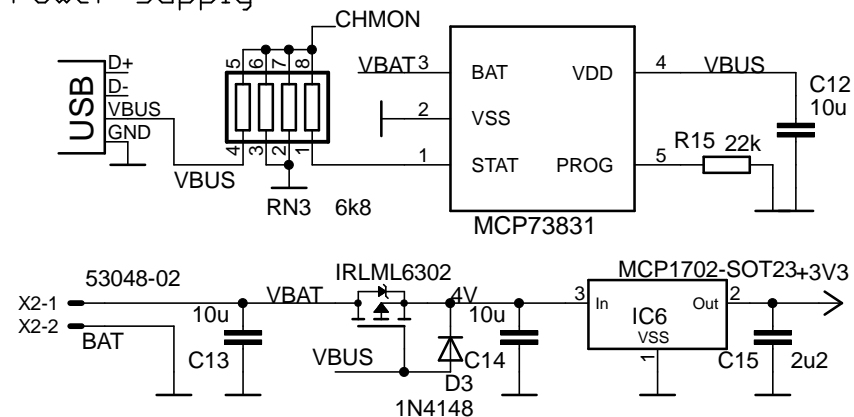 Power Supply
CHMON
USB
D+
D-
VBUS
GND
VBUS
5 6 7 8
4 3 2 1
RN3 6k8
VBAT 3 BAT
2 VSS
1 STAT
VDD 4 VBUS
PROG 5
MCP73831
R15 22k
C12
10u
53048-02
X2-1
X2-2
BAT
10u
C13
VBAT
IRLML6302
VBUS
4V
10u
C14
D3
1N4148
MCP1702-SOT23
+3V3
3 In
Out 2
IC6
VSS
1
C15 2u2